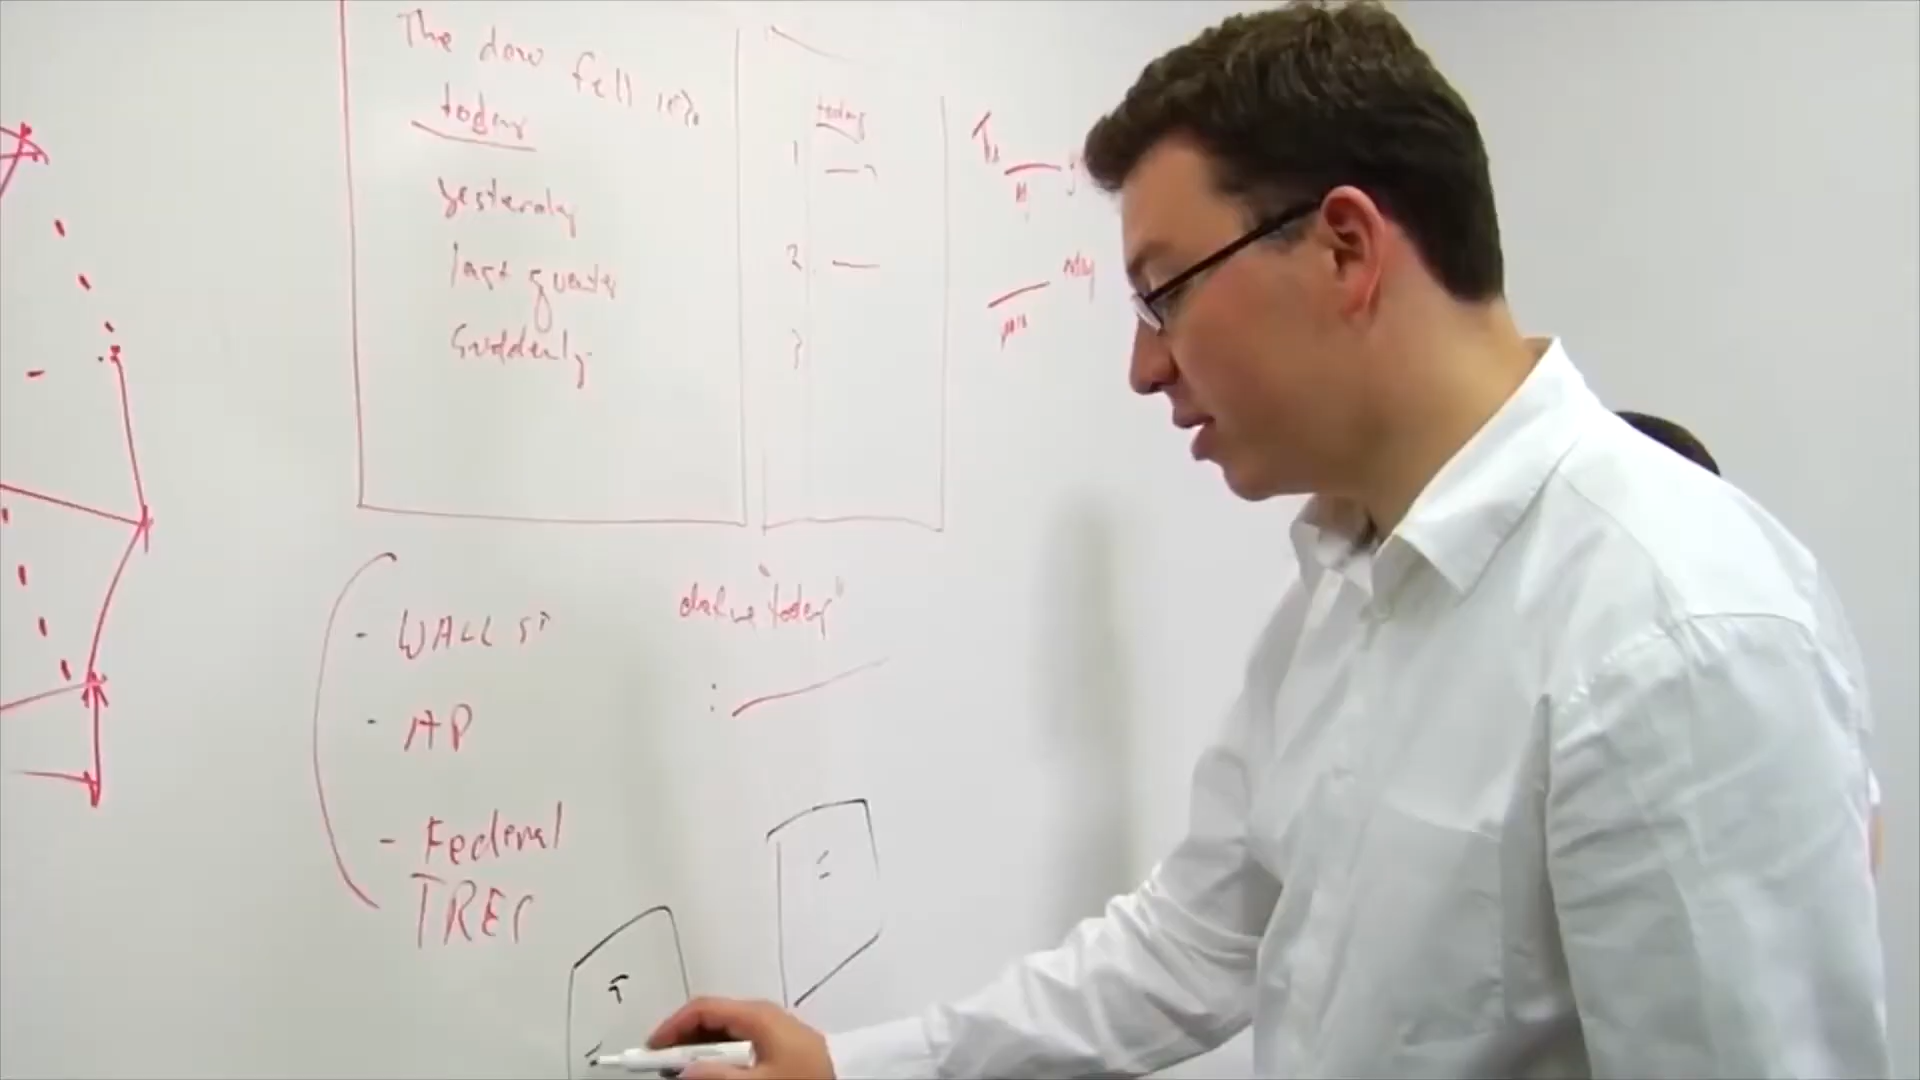 The dow fell 10%
today
yesterday
last quarter
Suddenly
today
1
2
3
define "today"
- WALL ST
- AP
- Federal
TRES